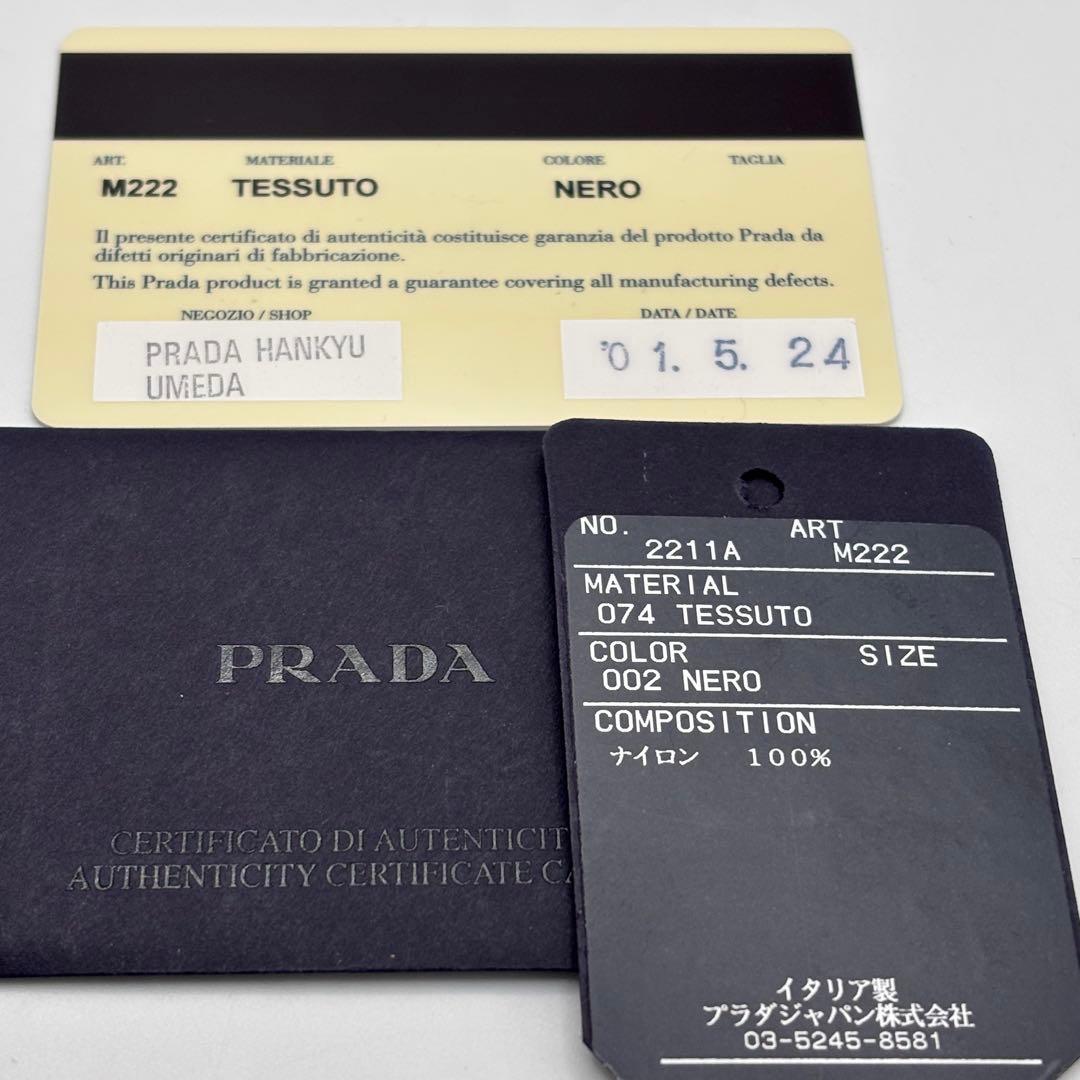 ART. MATERIALE COLORE TAGLIA
M222 TESSUTO NERO
Il presente certificato di autenticità costituisce garanzia del prodotto Prada da
difetti originari di fabbricazione.
This Prada product is granted a guarantee covering all manufacturing defects.
NEGOZIO / SHOP DATA / DATE
PRADA HANKYU
UMEDA
'01. 5. 24
PRADA
CERTIFICATO DI AUTENTICIT
AUTHENTICITY CERTIFICATE CA
NO. ART
2211A M222
MATERIAL
074 TESSUTO
COLOR SIZE
002 NERO
COMPOSITION
ナイロン 100%
イタリア製
プラダジャパン株式会社
03-5245-8581